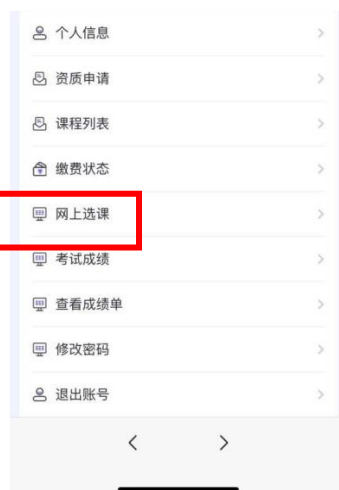 个人信息
资质申请
课程列表
缴费状态
网上选课
考试成绩
查看成绩单
修改密码
退出账号